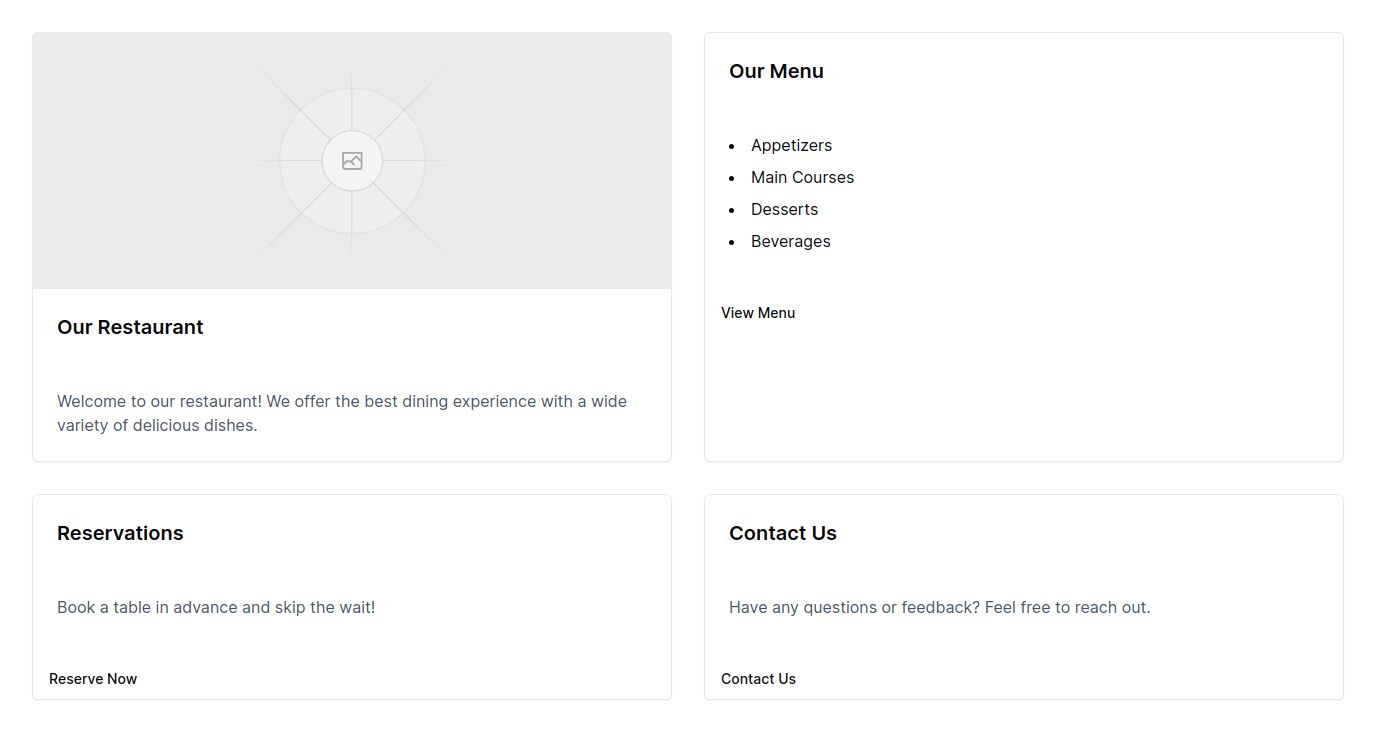 Our Restaurant
Welcome to our restaurant! We offer the best dining experience with a wide
variety of delicious dishes.
Our Menu
Appetizers
Main Courses
Desserts
Beverages
View Menu
Reservations
Book a table in advance and skip the wait!
Reserve Now
Contact Us
Have any questions or feedback? Feel free to reach out.
Contact Us